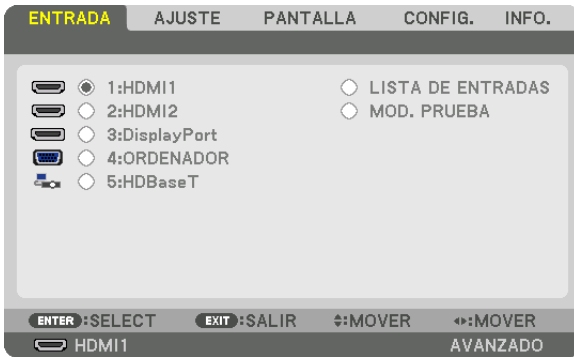 ENTRADA AJUSTE PANTALLA CONFIG. INFO.
1:HDMI1 LISTA DE ENTRADAS
2:HDMI2 MOD. PRUEBA
3:DisplayPort
4:ORDENADOR
5:HDBaseT
ENTER:SELECT EXIT:SALIR :MOVER :MOVER
HDMI1 AVANZADO